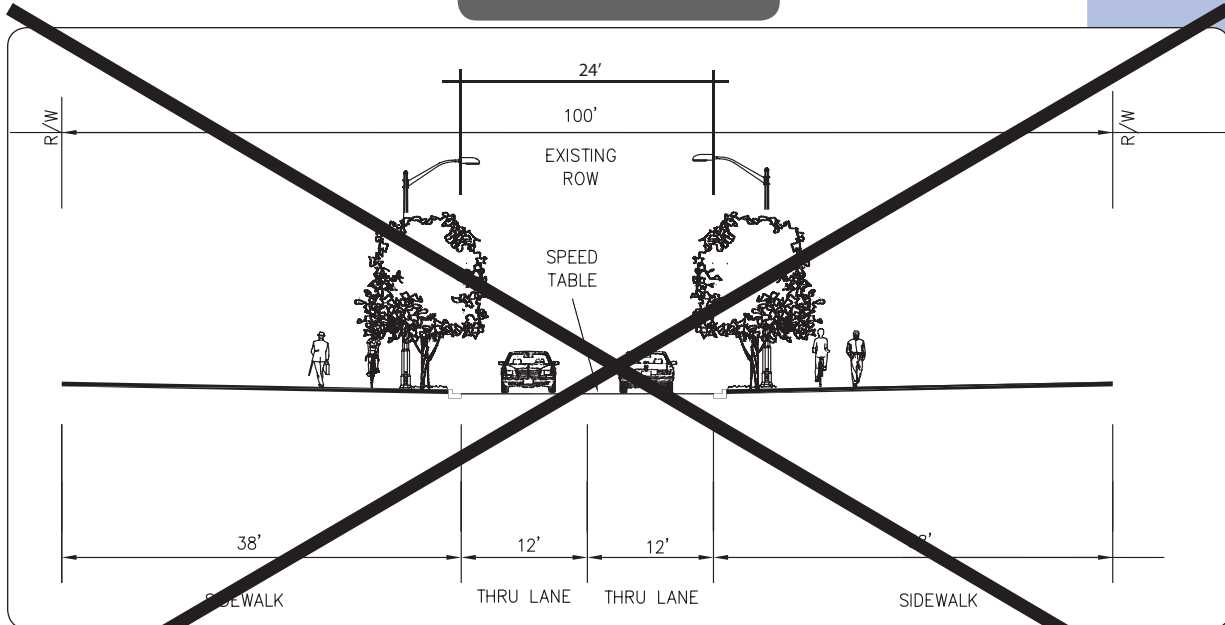 24'
100'
R/W
R/W
EXISTING
ROW
SPEED
TABLE
38'
12'
12'
THRU LANE
THRU LANE
SIDEWALK